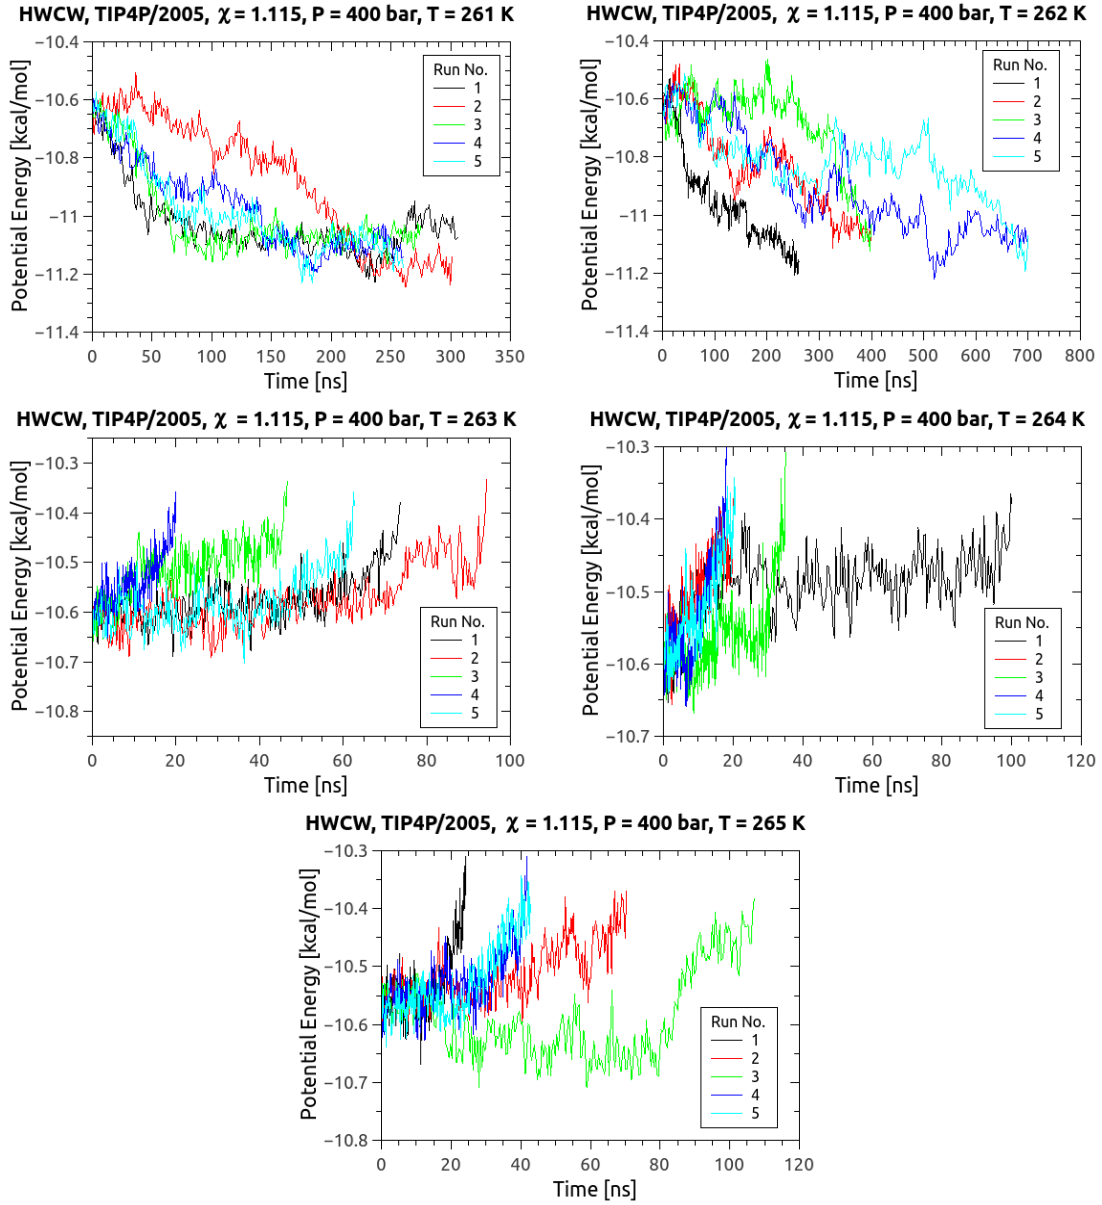 HWCW, TIP4P/2005, χ = 1.115, P = 400 bar, T = 261 K
Potential Energy [kcal/mol]
−10.4
−10.6
−10.8
−11
−11.2
−11.4
0 50 100 150 200 250 300 350
Time [ns]
Run No.
1
2
3
4
5
HWCW, TIP4P/2005, χ = 1.115, P = 400 bar, T = 262 K
Potential Energy [kcal/mol]
−10.4
−10.6
−10.8
−11
−11.2
−11.4
0 100 200 300 400 500 600 700 800
Time [ns]
Run No.
1
2
3
4
5
HWCW, TIP4P/2005, χ = 1.115, P = 400 bar, T = 263 K
Potential Energy [kcal/mol]
−10.3
−10.4
−10.5
−10.6
−10.7
−10.8
0 20 40 60 80 100
Time [ns]
Run No.
1
2
3
4
5
HWCW, TIP4P/2005, χ = 1.115, P = 400 bar, T = 264 K
Potential Energy [kcal/mol]
−10.3
−10.4
−10.5
−10.6
−10.7
0 20 40 60 80 100 120
Time [ns]
Run No.
1
2
3
4
5
HWCW, TIP4P/2005, χ = 1.115, P = 400 bar, T = 265 K
Potential Energy [kcal/mol]
−10.3
−10.4
−10.5
−10.6
−10.7
−10.8
0 20 40 60 80 100 120
Time [ns]
Run No.
1
2
3
4
5